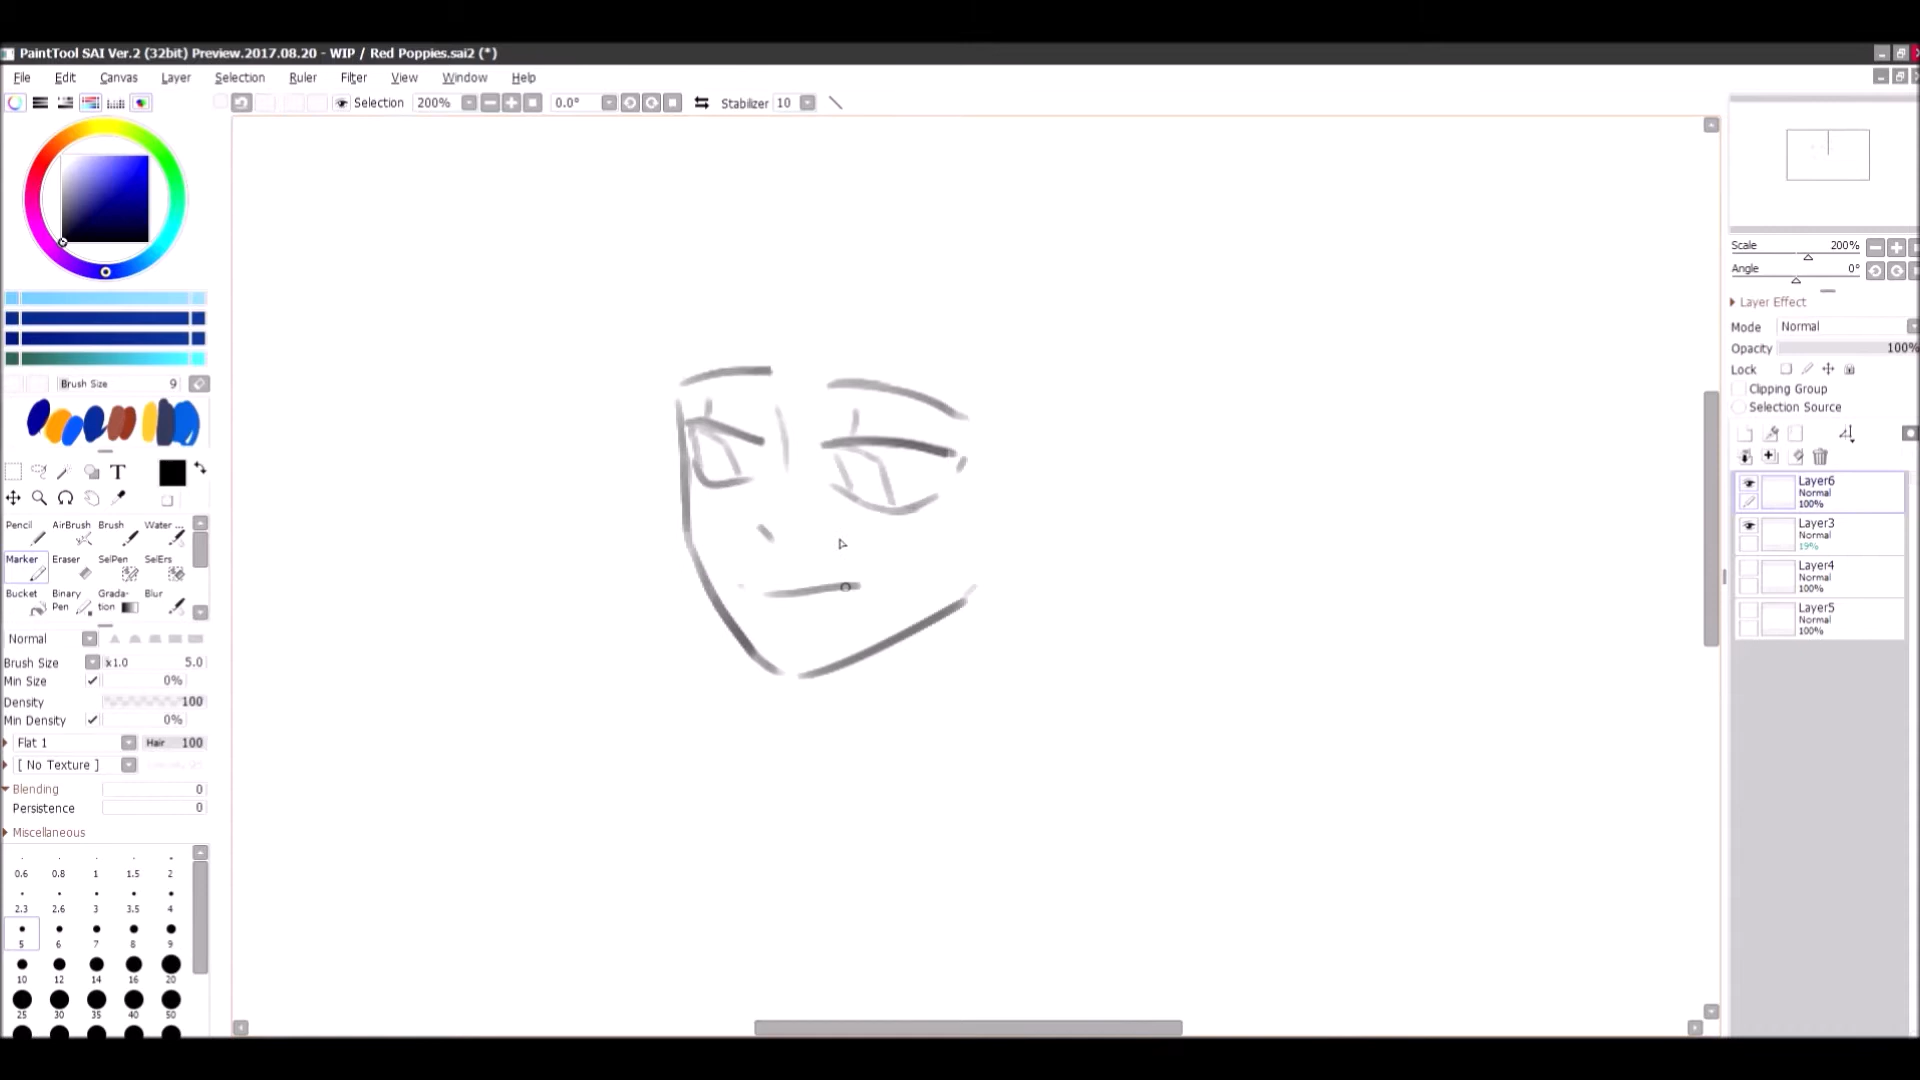 PaintTool SAI Ver.2 (32bit) Preview.2017.08.20 - WIP / Red Poppies.sai2 (*)
File Edit Canvas Layer Selection Ruler Filter View Window Help
Selection 200% 0.0° Stabilizer 10
Brush Size 9
T
Pencil AirBrush Brush Water ...
Marker Eraser SelPen SelErs
Bucket Binary Pen Grada-tion Blur
Normal
Brush Size x1.0 5.0
Min Size 0%
Density 100
Min Density 0%
Flat 1 Hair 100
[ No Texture ]
Blending 0
Persistence 0
Miscellaneous
0.6 0.8 1 1.5 2
2.3 2.6 3 3.5 4
5 6 7 8 9
10 12 14 16 20
25 30 35 40 50
Scale 200%
Angle 0°
Layer Effect
Mode Normal
Opacity 100%
Lock
Clipping Group
Selection Source
Layer6
Normal
100%
Layer3
Normal
19%
Layer4
Normal
100%
Layer5
Normal
100%